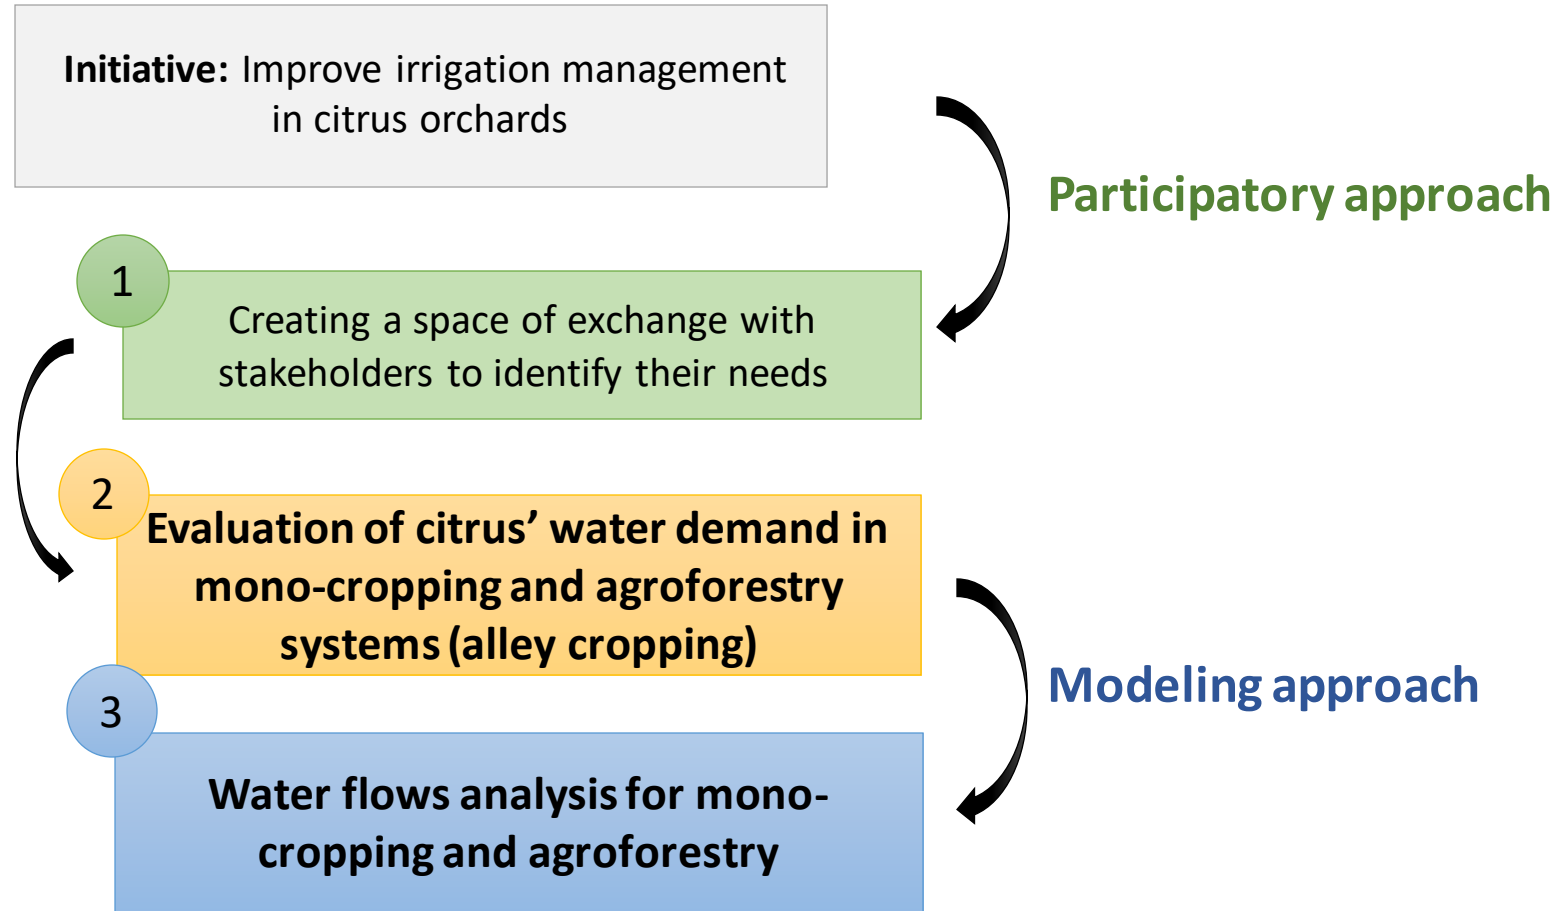 Initiative: Improve irrigation management
in citrus orchards
Participatory approach
1
Creating a space of exchange with
stakeholders to identify their needs
2
Evaluation of citrus’ water demand in
mono-cropping and agroforestry
systems (alley cropping)
Modeling approach
3
Water flows analysis for mono-
cropping and agroforestry